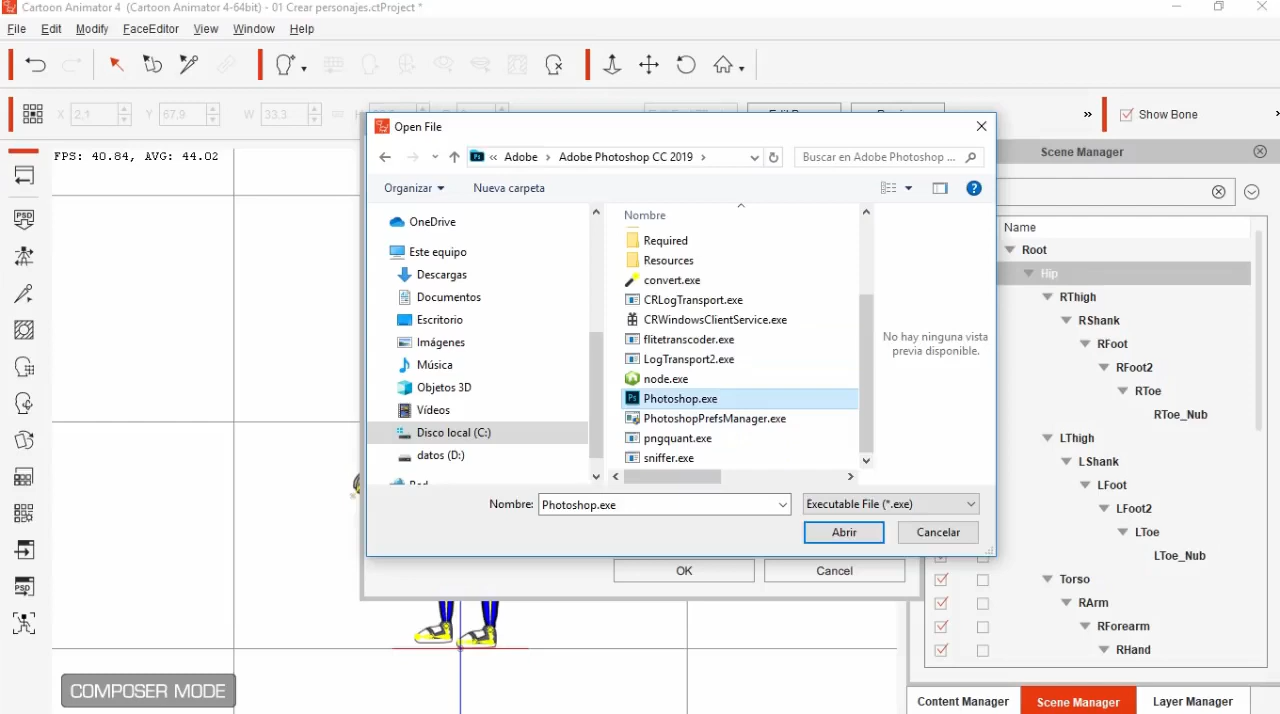 Cartoon Animator 4 (Cartoon Animator 4-64bit) - 01 Crear personajes.ctProject *
File Edit Modify FaceEditor View Window Help
X 2.1 Y 67.9 W 33.3 H
» Show Bone »
FPS: 40.84, AVG: 44.02
Open File
« Adobe › Adobe Photoshop CC 2019 ›
Buscar en Adobe Photoshop ...
Organizar
Nueva carpeta
OneDrive
Este equipo
Descargas
Documentos
Escritorio
Imágenes
Música
Objetos 3D
Vídeos
Disco local (C:)
datos (D:)
Red
Nombre
Required
Resources
convert.exe
CRLogTransport.exe
CRWindowsClientService.exe
flitetranscoder.exe
LogTransport2.exe
node.exe
Photoshop.exe
PhotoshopPrefsManager.exe
pngquant.exe
sniffer.exe
No hay ninguna vista
previa disponible.
Nombre: Photoshop.exe
Executable File (*.exe)
Abrir Cancelar
OK Cancel
Scene Manager
Name
Root
Hip
RThigh
RShank
RFoot
RFoot2
RToe
RToe_Nub
LThigh
LShank
LFoot
LFoot2
LToe
LToe_Nub
Torso
RArm
RForearm
RHand
PSD
PSD
COMPOSER MODE
Content Manager Scene Manager Layer Manager